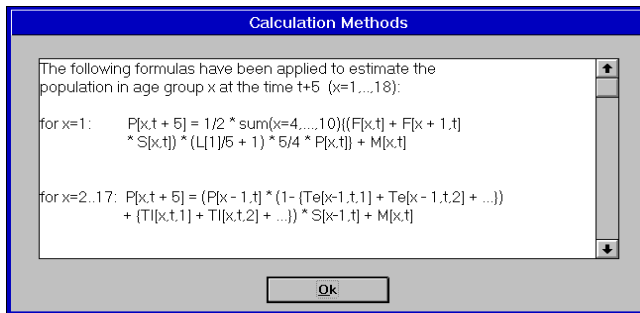 Calculation Methods
The following formulas have been applied to estimate the
population in age group x at the time t+5 (x=1,..,18):
for x=1: P[x,t + 5] = 1/2 * sum(x=4,...,10){(F[x,t] + F[x + 1,t]
* S[x,t]) * (L[1]/5 + 1) * 5/4 * P[x,t]} + M[x,t]
for x=2..17: P[x,t + 5] = (P[x - 1,t] * (1- {Te[x-1,t,1] + Te[x - 1,t,2] + ...})
+ {TI[x,t,1] + TI[x,t,2] + ...}) * S[x-1,t] + M[x,t]
Ok